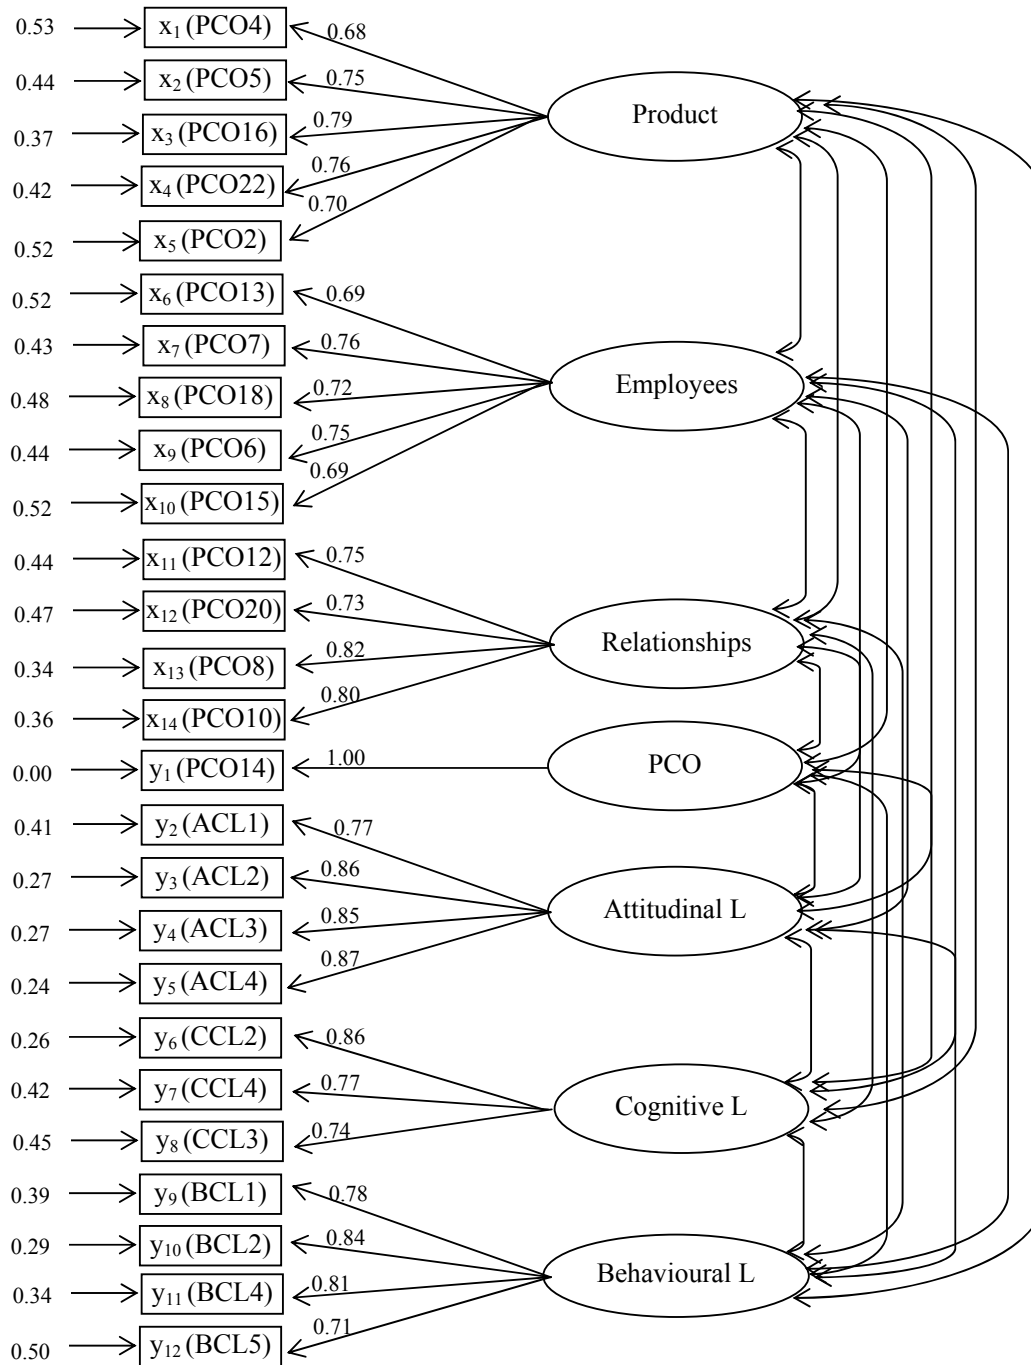 0.53 x₁ (PCO4) 0.68
0.44 x₂ (PCO5) 0.75
Product
0.37 x₃ (PCO16) 0.79
0.42 x₄ (PCO22) 0.76
0.52 x₅ (PCO2) 0.70
0.52 x₆ (PCO13) 0.69
0.43 x₇ (PCO7) 0.76
Employees
0.48 x₈ (PCO18) 0.72
0.44 x₉ (PCO6) 0.75
0.52 x₁₀ (PCO15) 0.69
0.44 x₁₁ (PCO12) 0.75
0.47 x₁₂ (PCO20) 0.73
Relationships
0.34 x₁₃ (PCO8) 0.82
0.36 x₁₄ (PCO10) 0.80
0.00 y₁ (PCO14) 1.00 PCO
0.41 y₂ (ACL1) 0.77
0.27 y₃ (ACL2) 0.86
Attitudinal L
0.27 y₄ (ACL3) 0.85
0.24 y₅ (ACL4) 0.87
0.26 y₆ (CCL2) 0.86
0.42 y₇ (CCL4) 0.77
Cognitive L
0.45 y₈ (CCL3) 0.74
0.39 y₉ (BCL1) 0.78
0.29 y₁₀ (BCL2) 0.84
Behavioural L
0.34 y₁₁ (BCL4) 0.81
0.50 y₁₂ (BCL5) 0.71